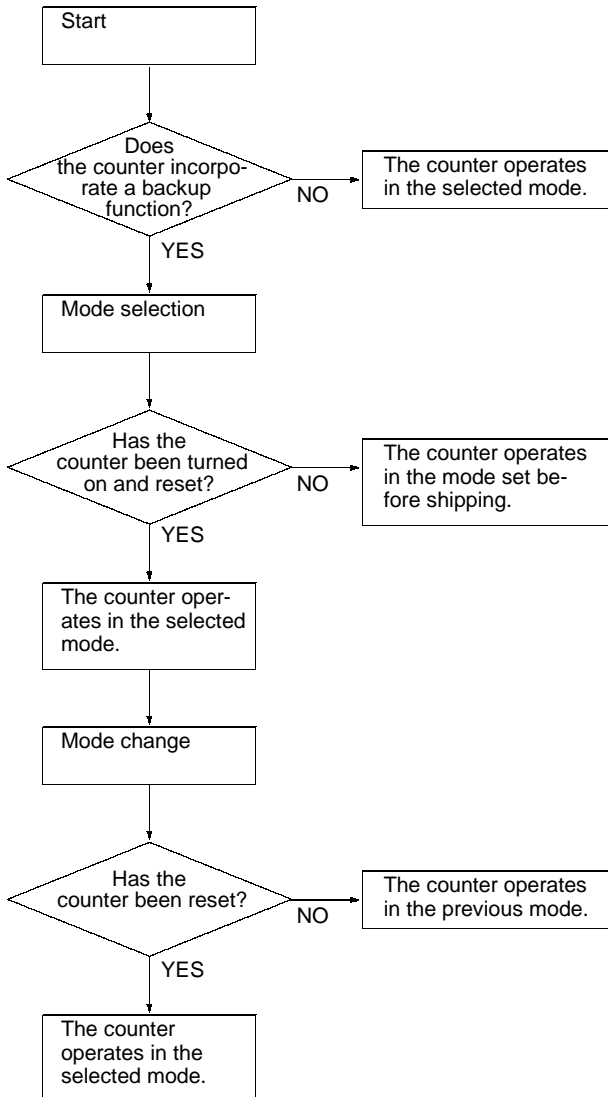 Start
Does
the counter incorpo-
rate a backup
function?
NO
The counter operates
in the selected mode.
YES
Mode selection
Has the
counter been turned
on and reset?
NO
The counter operates
in the mode set be-
fore shipping.
YES
The counter oper-
ates in the selected
mode.
Mode change
Has the
counter been reset?
NO
The counter operates
in the previous mode.
YES
The counter
operates in the
selected mode.